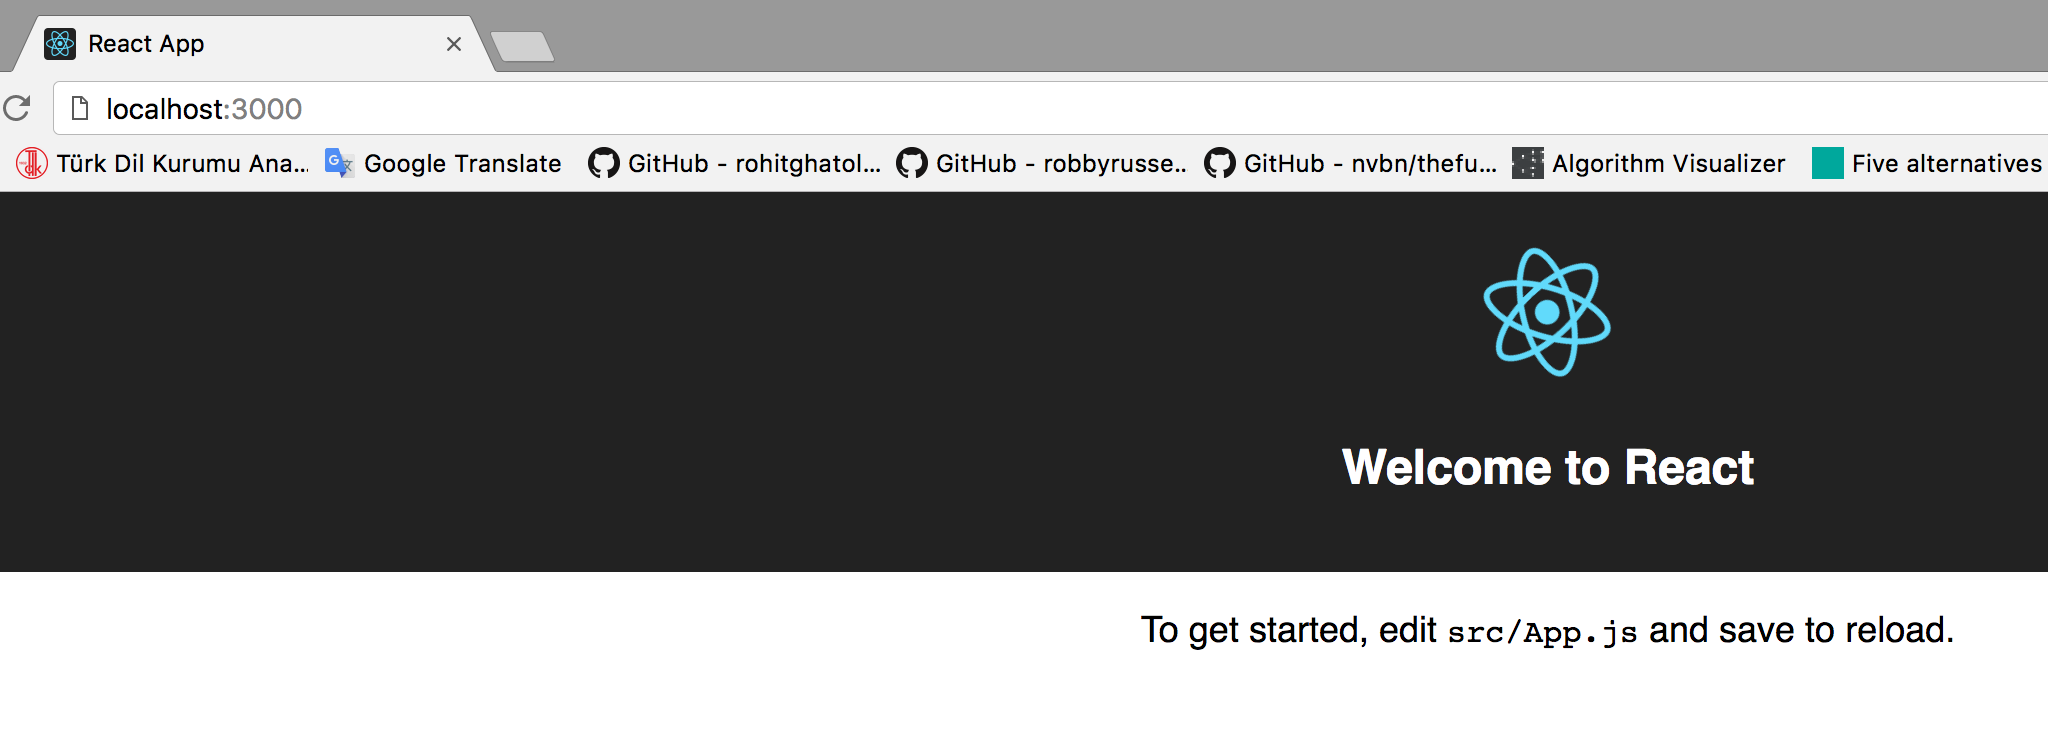 React App
localhost:3000
Türk Dil Kurumu Ana... Google Translate GitHub - rohitghatol... GitHub - robbyrusse.. GitHub - nvbn/thefu... Algorithm Visualizer Five alternatives
Welcome to React
To get started, edit src/App.js and save to reload.